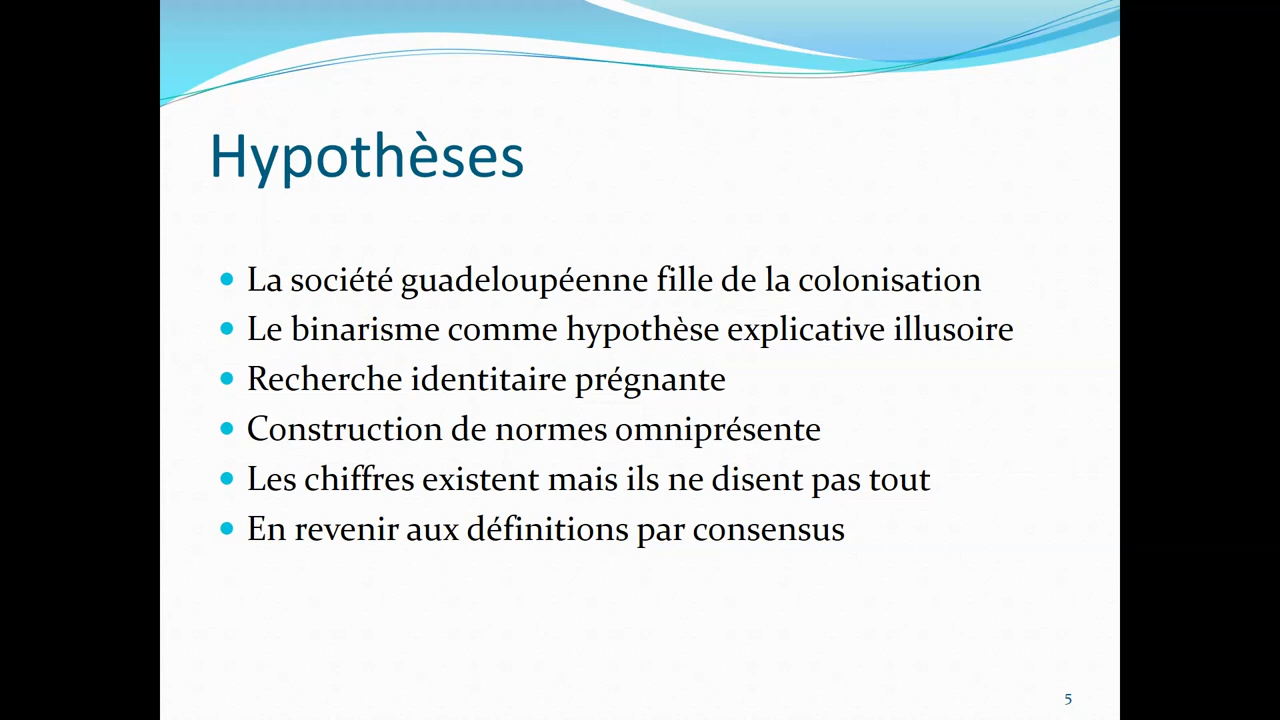 Hypothèses
La société guadeloupéenne fille de la colonisation
Le binarisme comme hypothèse explicative illusoire
Recherche identitaire prégnante
Construction de normes omniprésente
Les chiffres existent mais ils ne disent pas tout
En revenir aux définitions par consensus
5